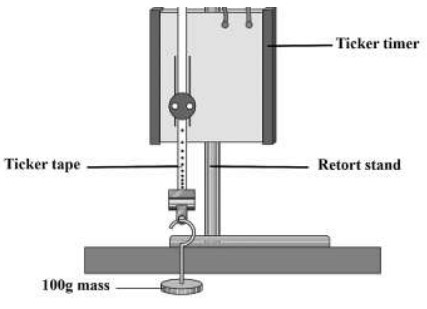 Ticker timer
Ticker tape
Retort stand
100g mass